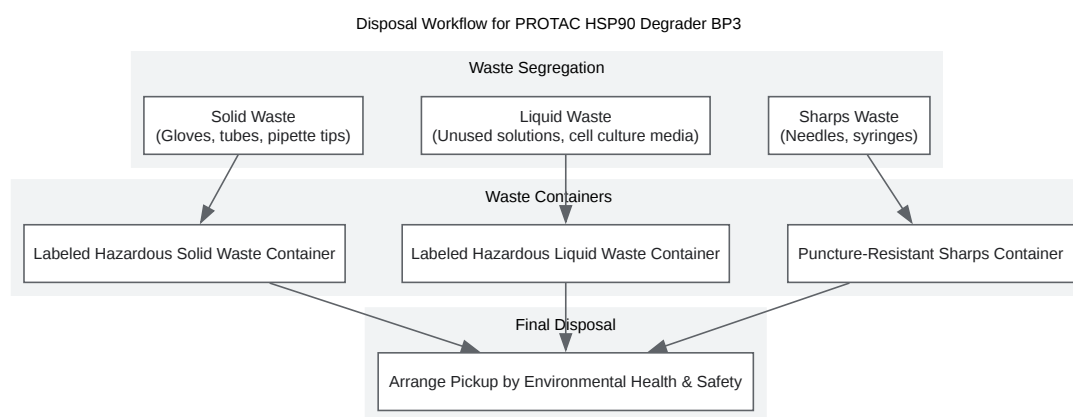 Disposal Workflow for PROTAC HSP90 Degrader BP3
Waste Segregation
Solid Waste
(Gloves, tubes, pipette tips)
Liquid Waste
(Unused solutions, cell culture media)
Sharps Waste
(Needles, syringes)
Waste Containers
Labeled Hazardous Solid Waste Container
Labeled Hazardous Liquid Waste Container
Puncture-Resistant Sharps Container
Final Disposal
Arrange Pickup by Environmental Health & Safety